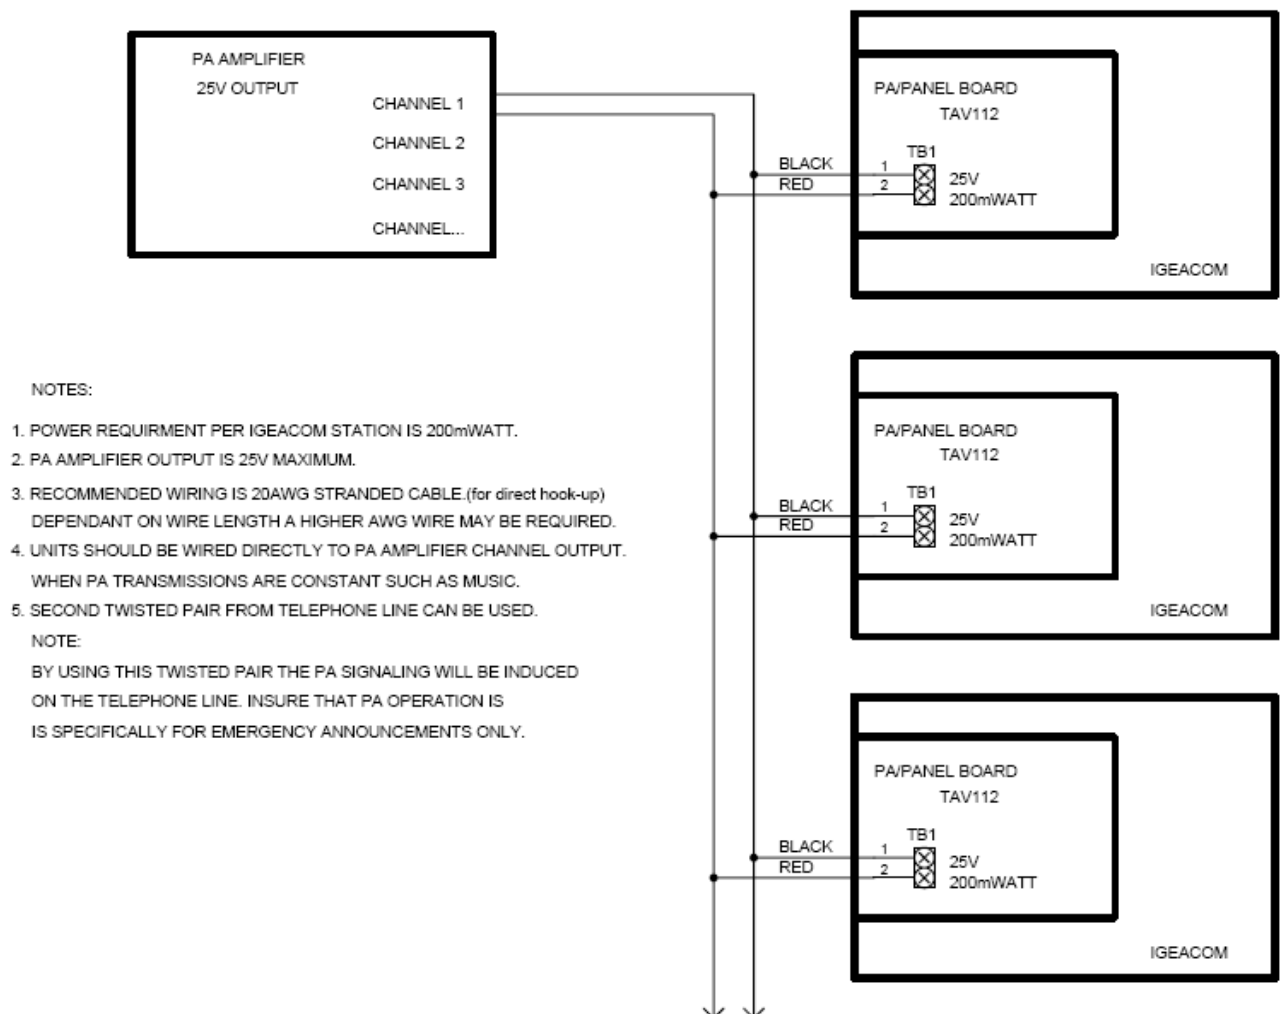 PA AMPLIFIER
25V OUTPUT
CHANNEL 1
CHANNEL 2
CHANNEL 3
CHANNEL...
PA/PANEL BOARD
TAV112
TB1
BLACK 1
RED 2
25V
200mWATT
IGEACOM
PA/PANEL BOARD
TAV112
TB1
BLACK 1
RED 2
25V
200mWATT
IGEACOM
PA/PANEL BOARD
TAV112
TB1
BLACK 1
RED 2
25V
200mWATT
IGEACOM
NOTES:
1. POWER REQUIRMENT PER IGEACOM STATION IS 200mWATT.
2. PA AMPLIFIER OUTPUT IS 25V MAXIMUM.
3. RECOMMENDED WIRING IS 20AWG STRANDED CABLE.(for direct hook-up)
DEPENDANT ON WIRE LENGTH A HIGHER AWG WIRE MAY BE REQUIRED.
4. UNITS SHOULD BE WIRED DIRECTLY TO PA AMPLIFIER CHANNEL OUTPUT.
WHEN PA TRANSMISSIONS ARE CONSTANT SUCH AS MUSIC.
5. SECOND TWISTED PAIR FROM TELEPHONE LINE CAN BE USED.
NOTE:
BY USING THIS TWISTED PAIR THE PA SIGNALING WILL BE INDUCED
ON THE TELEPHONE LINE. INSURE THAT PA OPERATION IS
IS SPECIFICALLY FOR EMERGENCY ANNOUNCEMENTS ONLY.